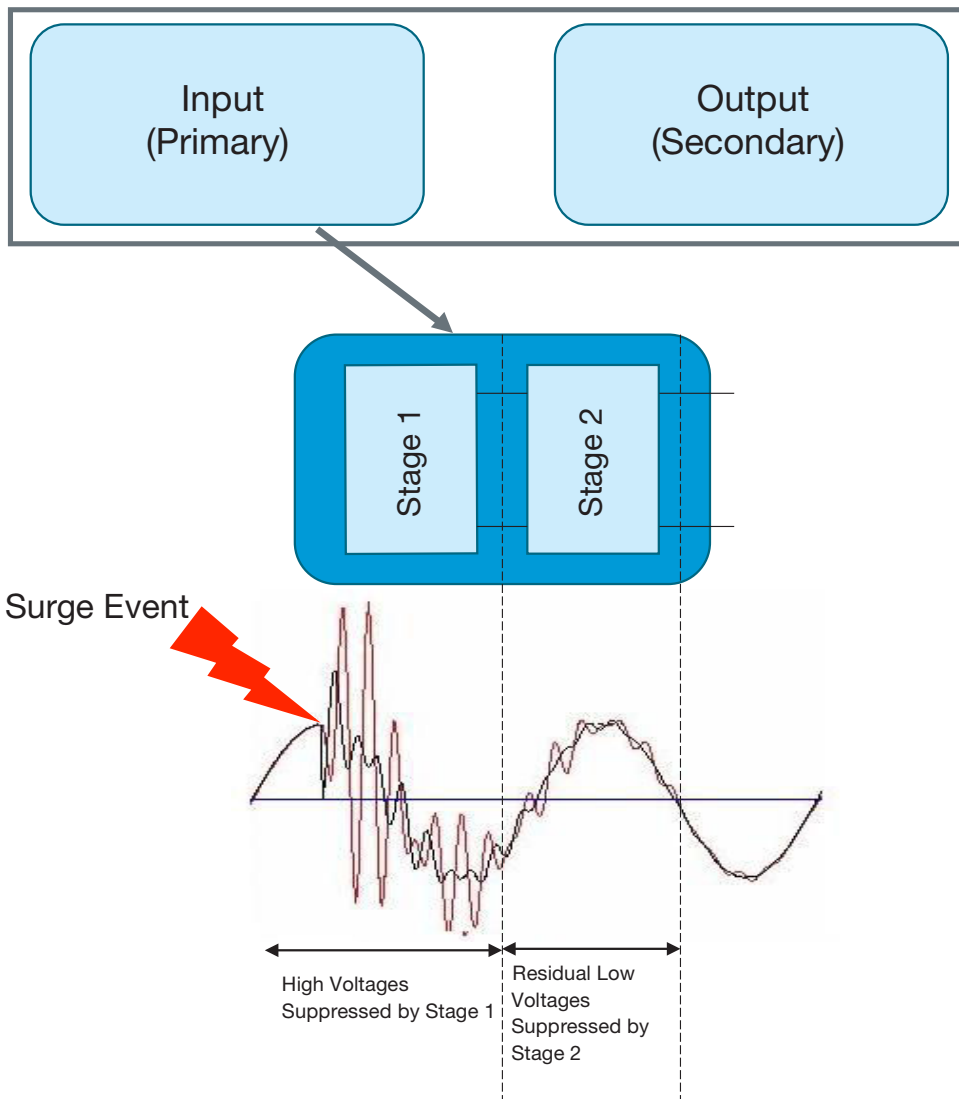 Input
(Primary)
Output
(Secondary)
Stage 1
Stage 2
Surge Event
High Voltages
Suppressed by Stage 1
Residual Low
Voltages
Suppressed by
Stage 2